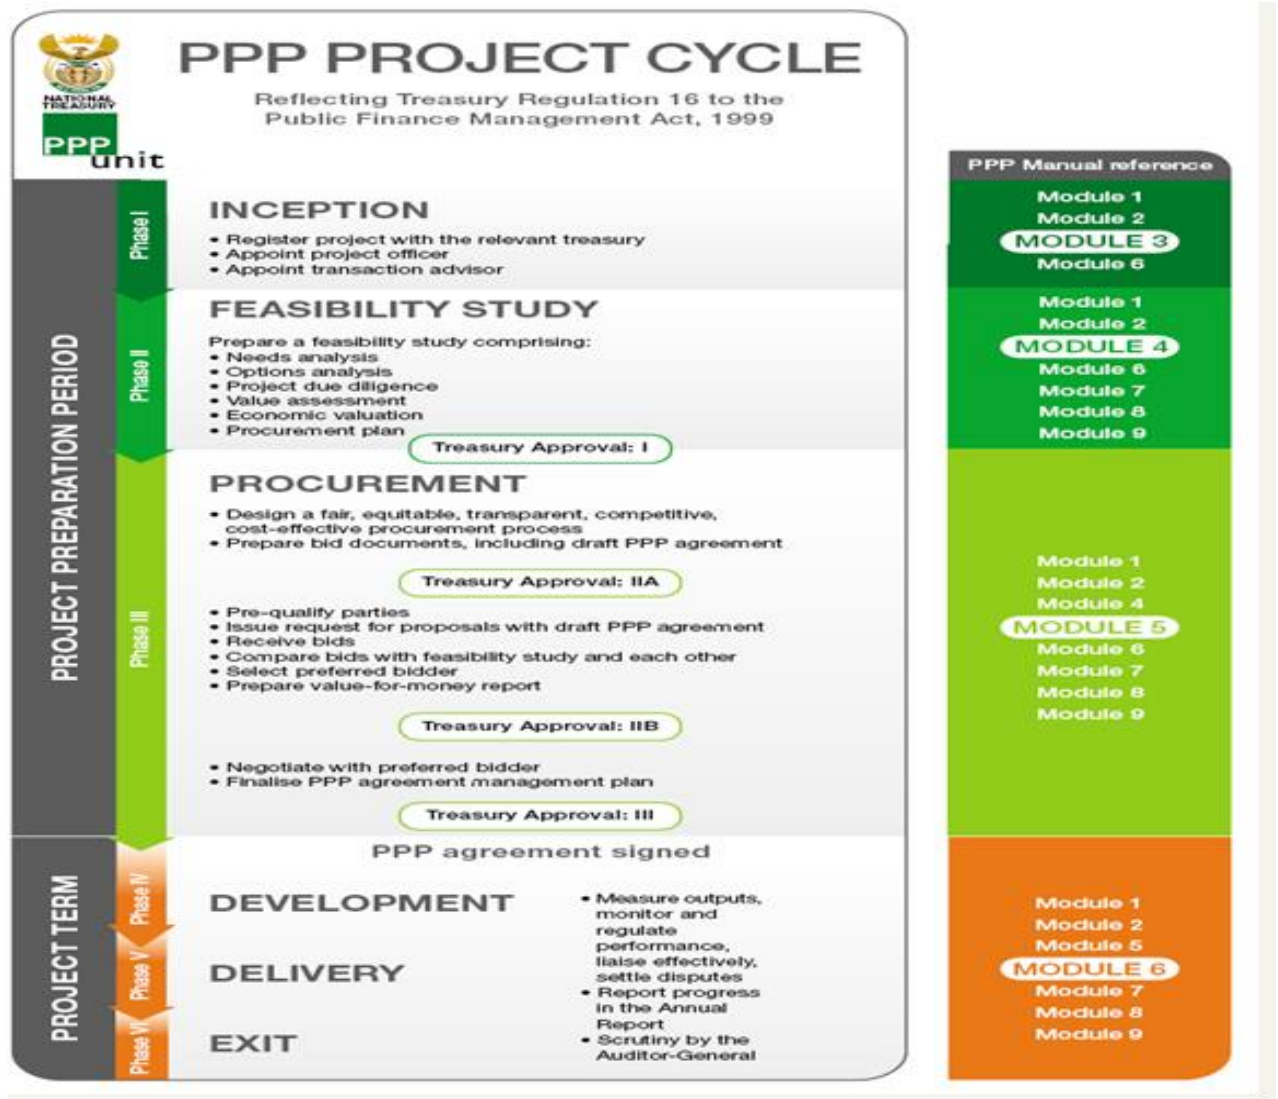 PPP PROJECT CYCLE
Reflecting Treasury Regulation 16 to the
Public Finance Management Act, 1999
NATIONAL
TREASURY
PPP
unit
PPP Manual reference
PROJECT PREPARATION PERIOD
Phase I
INCEPTION
• Register project with the relevant treasury
• Appoint project officer
• Appoint transaction advisor
Module 1
Module 2
MODULE 3
Module 6
Phase II
FEASIBILITY STUDY
Prepare a feasibility study comprising:
• Needs analysis
• Options analysis
• Project due diligence
• Value assessment
• Economic valuation
• Procurement plan
Treasury Approval: I
Module 1
Module 2
MODULE 4
Module 6
Module 7
Module 8
Module 9
Phase III
PROCUREMENT
• Design a fair, equitable, transparent, competitive,
cost-effective procurement process
• Prepare bid documents, including draft PPP agreement
Treasury Approval: IIA
• Pre-qualify parties
• Issue request for proposals with draft PPP agreement
• Receive bids
• Compare bids with feasibility study and each other
• Select preferred bidder
• Prepare value-for-money report
Treasury Approval: IIB
• Negotiate with preferred bidder
• Finalise PPP agreement management plan
Treasury Approval: III
Module 1
Module 2
Module 4
MODULE 5
Module 6
Module 7
Module 8
Module 9
PROJECT TERM
PPP agreement signed
Phase IV
DEVELOPMENT
Phase V
DELIVERY
Phase VI
EXIT
• Measure outputs,
monitor and
regulate
performance,
liaise effectively,
settle disputes
• Report progress
in the Annual
Report
• Scrutiny by the
Auditor-General
Module 1
Module 2
Module 5
MODULE 6
Module 7
Module 8
Module 9